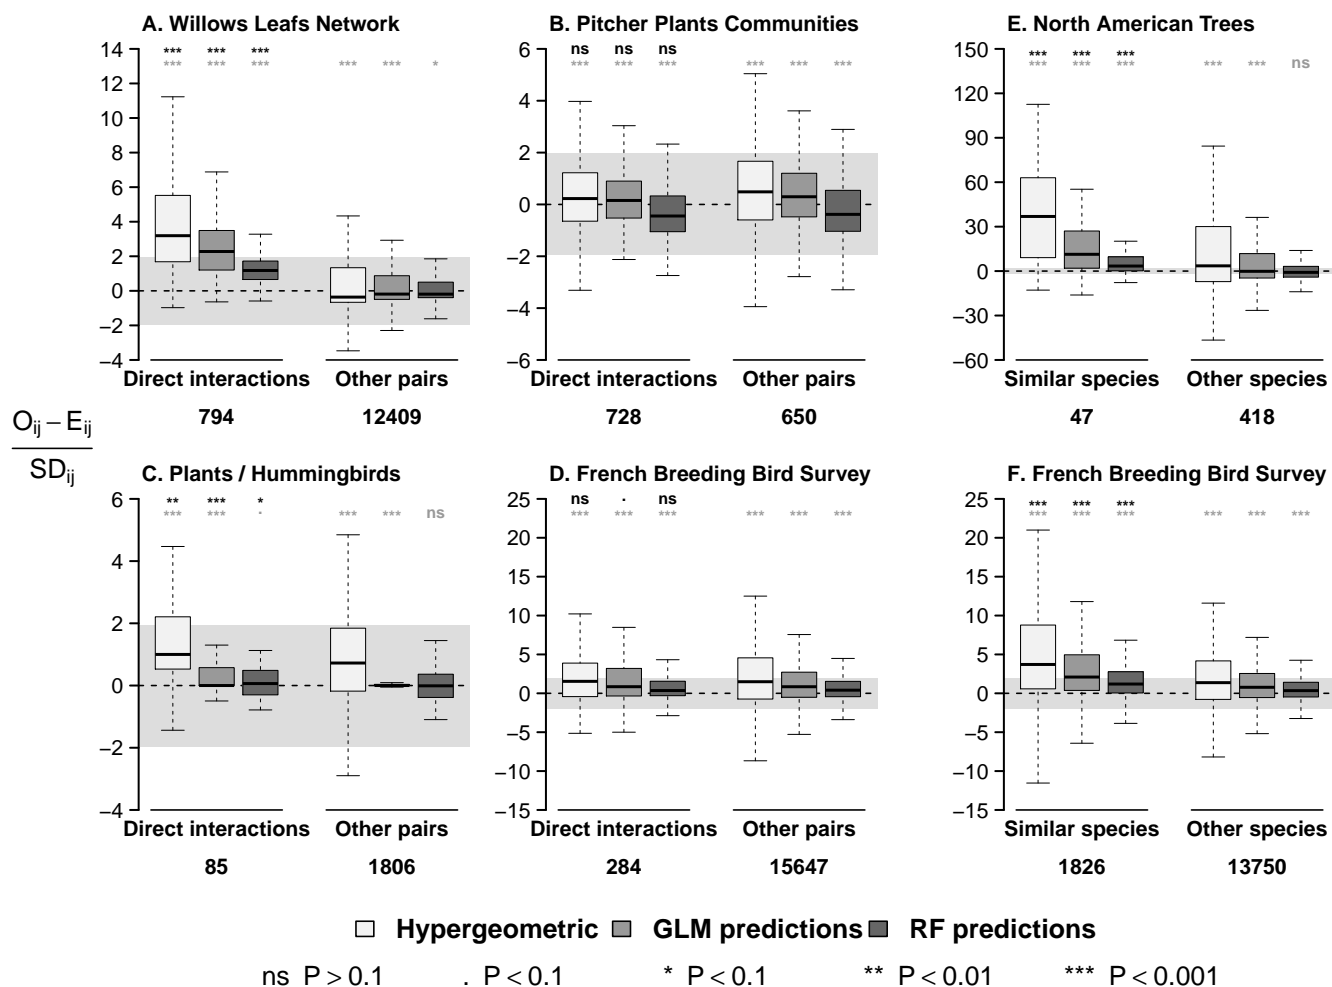 A. Willows Leafs Network
14
12
10
8
6
4
2
0
−2
−4
*** *** ***
*** *** *** *** *** *
Direct interactions Other pairs
794 12409
B. Pitcher Plants Communities
6
4
2
0
−2
−4
−6
ns ns ns
*** *** *** *** *** ***
Direct interactions Other pairs
728 650
E. North American Trees
150
120
90
60
30
0
−30
−60
*** *** ***
*** *** *** *** *** ns
Similar species Other species
47 418
Oij − Eij
SDij
C. Plants / Hummingbirds
6
4
2
0
−2
−4
** *** *
*** *** . *** *** ns
Direct interactions Other pairs
85 1806
D. French Breeding Bird Survey
25
20
15
10
5
0
−5
−10
−15
ns . ns
*** *** *** *** *** ***
Direct interactions Other pairs
284 15647
F. French Breeding Bird Survey
25
20
15
10
5
0
−5
−10
−15
*** *** ***
*** *** *** *** *** ***
Similar species Other species
1826 13750
Hypergeometric GLM predictions RF predictions
ns P > 0.1 . P < 0.1 * P < 0.1 ** P < 0.01 *** P < 0.001